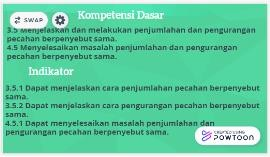 SWAP
Kompetensi Dasar
3.5 Menjelaskan dan melakukan penjumlahan dan pengurangan
pecahan berpenyebut sama.
4.5 Menyelesaikan masalah penjumlahan dan pengurangan
pecahan berpenyebut sama.
Indikator
3.5.1 Dapat menjelaskan cara penjumlahan pecahan berpenyebut
sama.
3.5.2 Dapat menjelaskan cara pengurangan pecahan berpenyebut
sama.
4.5.1 Dapat menyelesaikan masalah penjumlahan dan
pengurangan pecahan berpenyebut sama.
CREATED USING
POWTOON